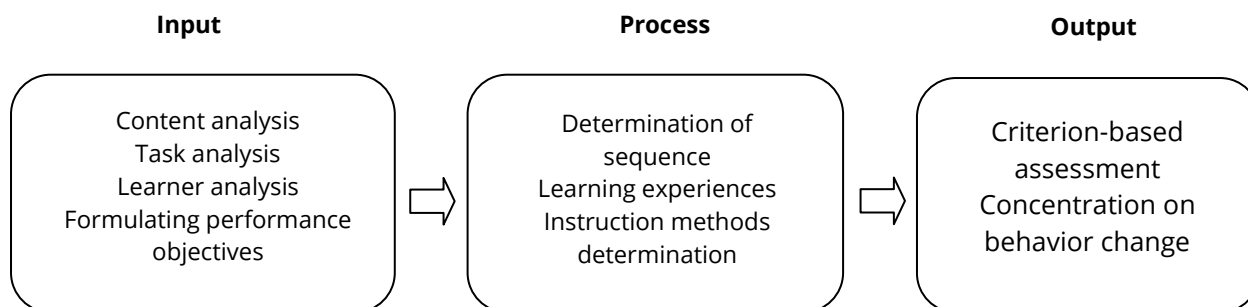 Input
Content analysis
Task analysis
Learner analysis
Formulating performance
objectives
Process
Determination of
sequence
Learning experiences
Instruction methods
determination
Output
Criterion-based
assessment
Concentration on
behavior change